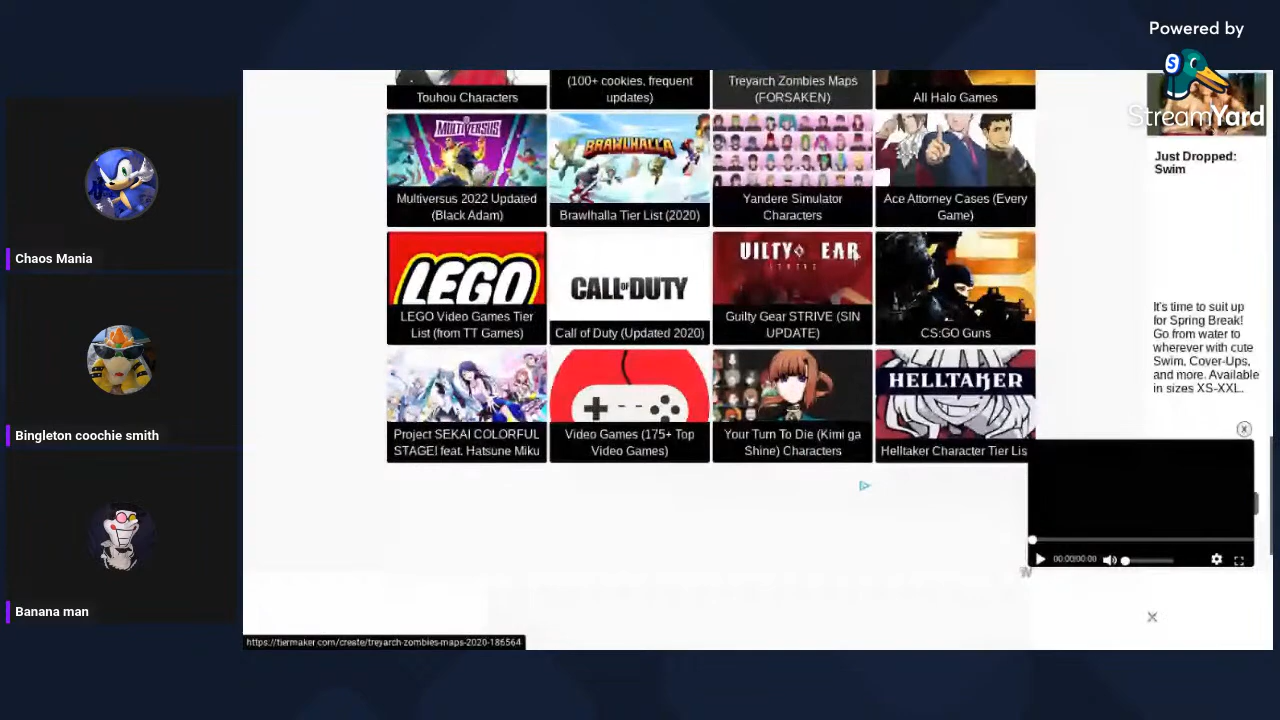 Powered by
StreamYard
Chaos Mania
Bingleton coochie smith
Banana man
Touhou Characters
(100+ cookies, frequent
updates)
Treyarch Zombies Maps
(FORSAKEN)
All Halo Games
MULTIVERSUS
Multiversus 2022 Updated
(Black Adam)
BRAWLHALLA
Brawlhalla Tier List (2020)
Yandere Simulator
Characters
Ace Attorney Cases (Every
Game)
LEGO
LEGO Video Games Tier
List (from TT Games)
CALL OF DUTY
Call of Duty (Updated 2020)
UILTY EAR
STRIVE
Guilty Gear STRIVE (SIN
UPDATE)
CS:GO Guns
Project SEKAI COLORFUL
STAGE! feat. Hatsune Miku
Video Games (175+ Top
Video Games)
Your Turn To Die (Kimi ga
Shine) Characters
HELLTAKER
Helltaker Character Tier Lis
Just Dropped:
Swim
It's time to suit up
for Spring Break!
Go from water to
wherever with cute
Swim, Cover-Ups,
and more. Available
in sizes XS-XXL..
00:00/00:00
https://tiermaker.com/create/treyarch-zombies-maps-2020-186564